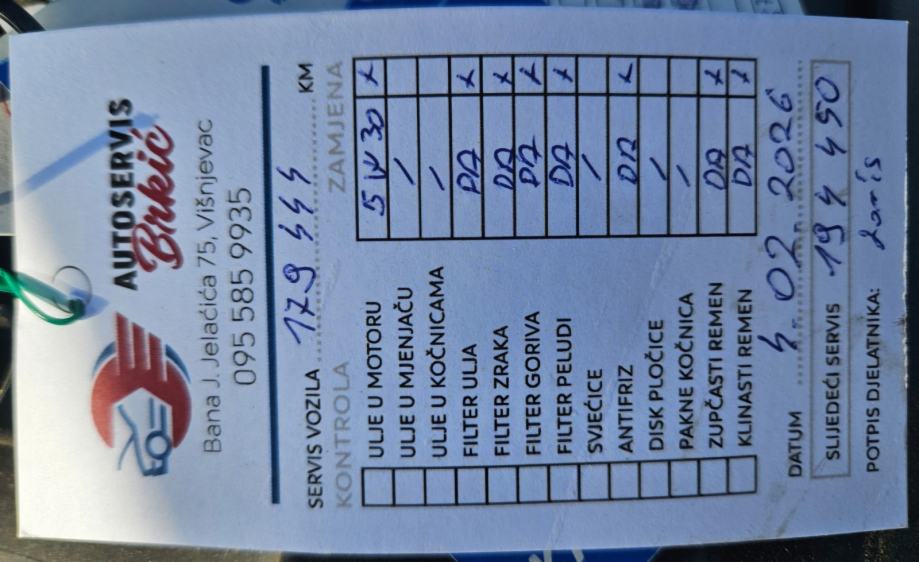 AUTOSERVIS
Brkić
Bana J. Jelačića 75, Višnjevac
095 585 9935
SERVIS VOZILA 179 444 KM
KONTROLA ZAMJENA
ULJE U MOTORU 5W30 X
ULJE U MJENJAČU /
ULJE U KOČNICAMA /
FILTER ULJA DA X
FILTER ZRAKA DA X
FILTER GORIVA DA X
FILTER PELUDI DA X
SVJEĆICE /
ANTIFRIZ DA X
DISK PLOČICE /
PAKNE KOČNICA /
ZUPČASTI REMEN DA X
KLINASTI REMEN DA X
DATUM 4. 02 2026
SLIJEDEĆI SERVIS 194 450
POTPIS DJELATNIKA: